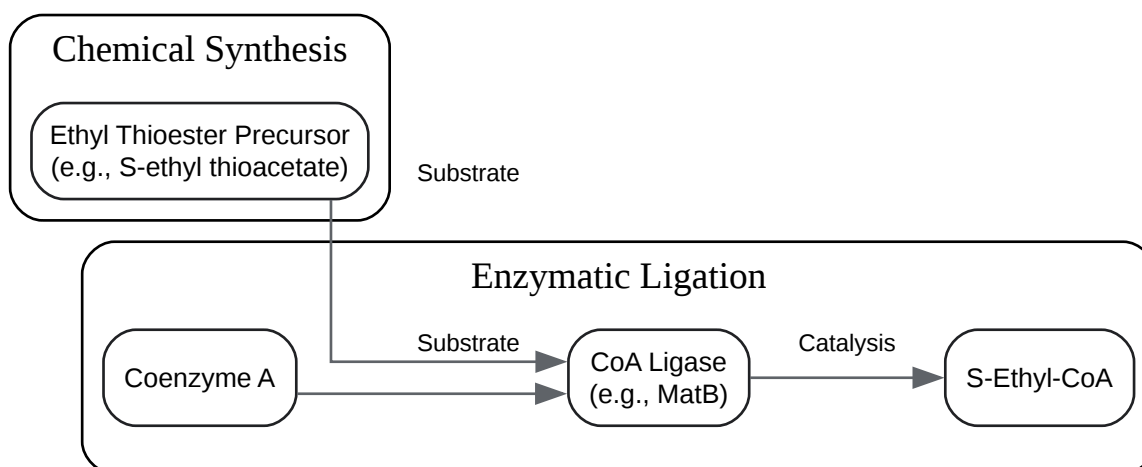 Chemical Synthesis
Ethyl Thioester Precursor
(e.g., S-ethyl thioacetate)
Substrate
Enzymatic Ligation
Coenzyme A
Substrate
CoA Ligase
(e.g., MatB)
Catalysis
S-Ethyl-CoA